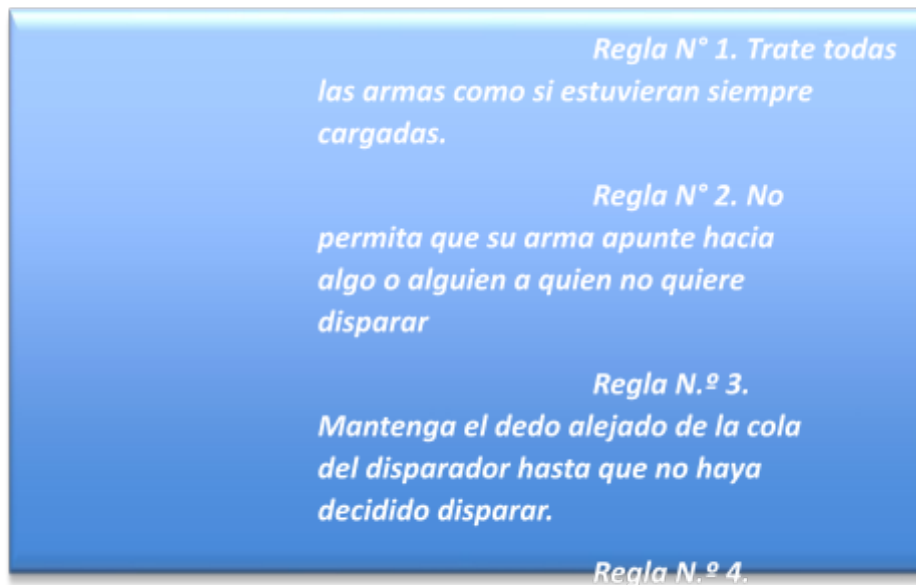 Regla N° 1. Trate todas
las armas como si estuvieran siempre
cargadas.
Regla N° 2. No
permita que su arma apunte hacia
algo o alguien a quien no quiere
disparar
Regla N.º 3.
Mantenga el dedo alejado de la cola
del disparador hasta que no haya
decidido disparar.
Regla N.º 4.